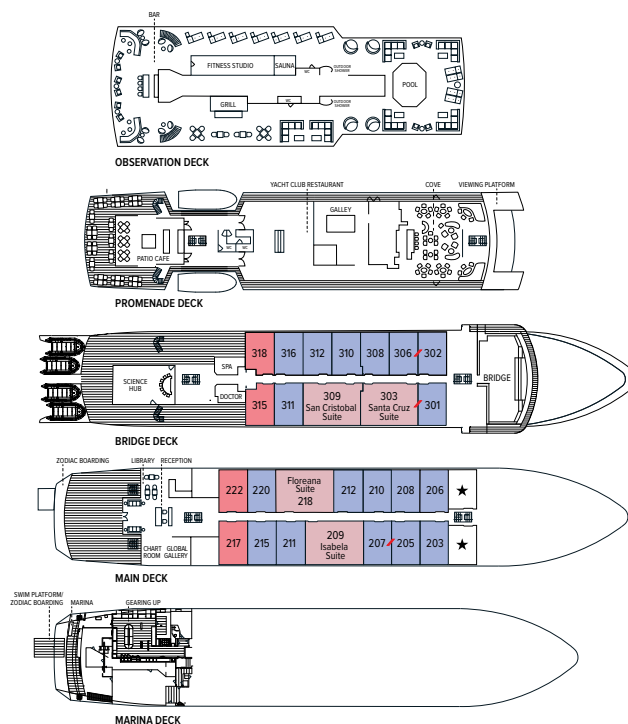 BAR
FITNESS STUDIO
SAUNA
WC
OUTDOOR
SHOWER
POOL
GRILL
WC
OUTDOOR
SHOWER
OBSERVATION DECK
YACHT CLUB RESTAURANT
COVE
VIEWING PLATFORM
GALLEY
PATIO CAFE
WC
WC
WC
PROMENADE DECK
318 316 312 310 308 306 302
SPA
SCIENCE
HUB
BRIDGE
DOCTOR
315 311 309 303 301
San Cristobal Santa Cruz
Suite Suite
BRIDGE DECK
ZODIAC BOARDING
LIBRARY
RECEPTION
222 220 Floreana 212 210 208 206
Suite
218
217 215 211 209 207 205 203
Isabela
Suite
CHART GLOBAL
ROOM GALLERY
MAIN DECK
SWIM PLATFORM/
ZODIAC BOARDING
MARINA
GEARING UP
MARINA DECK